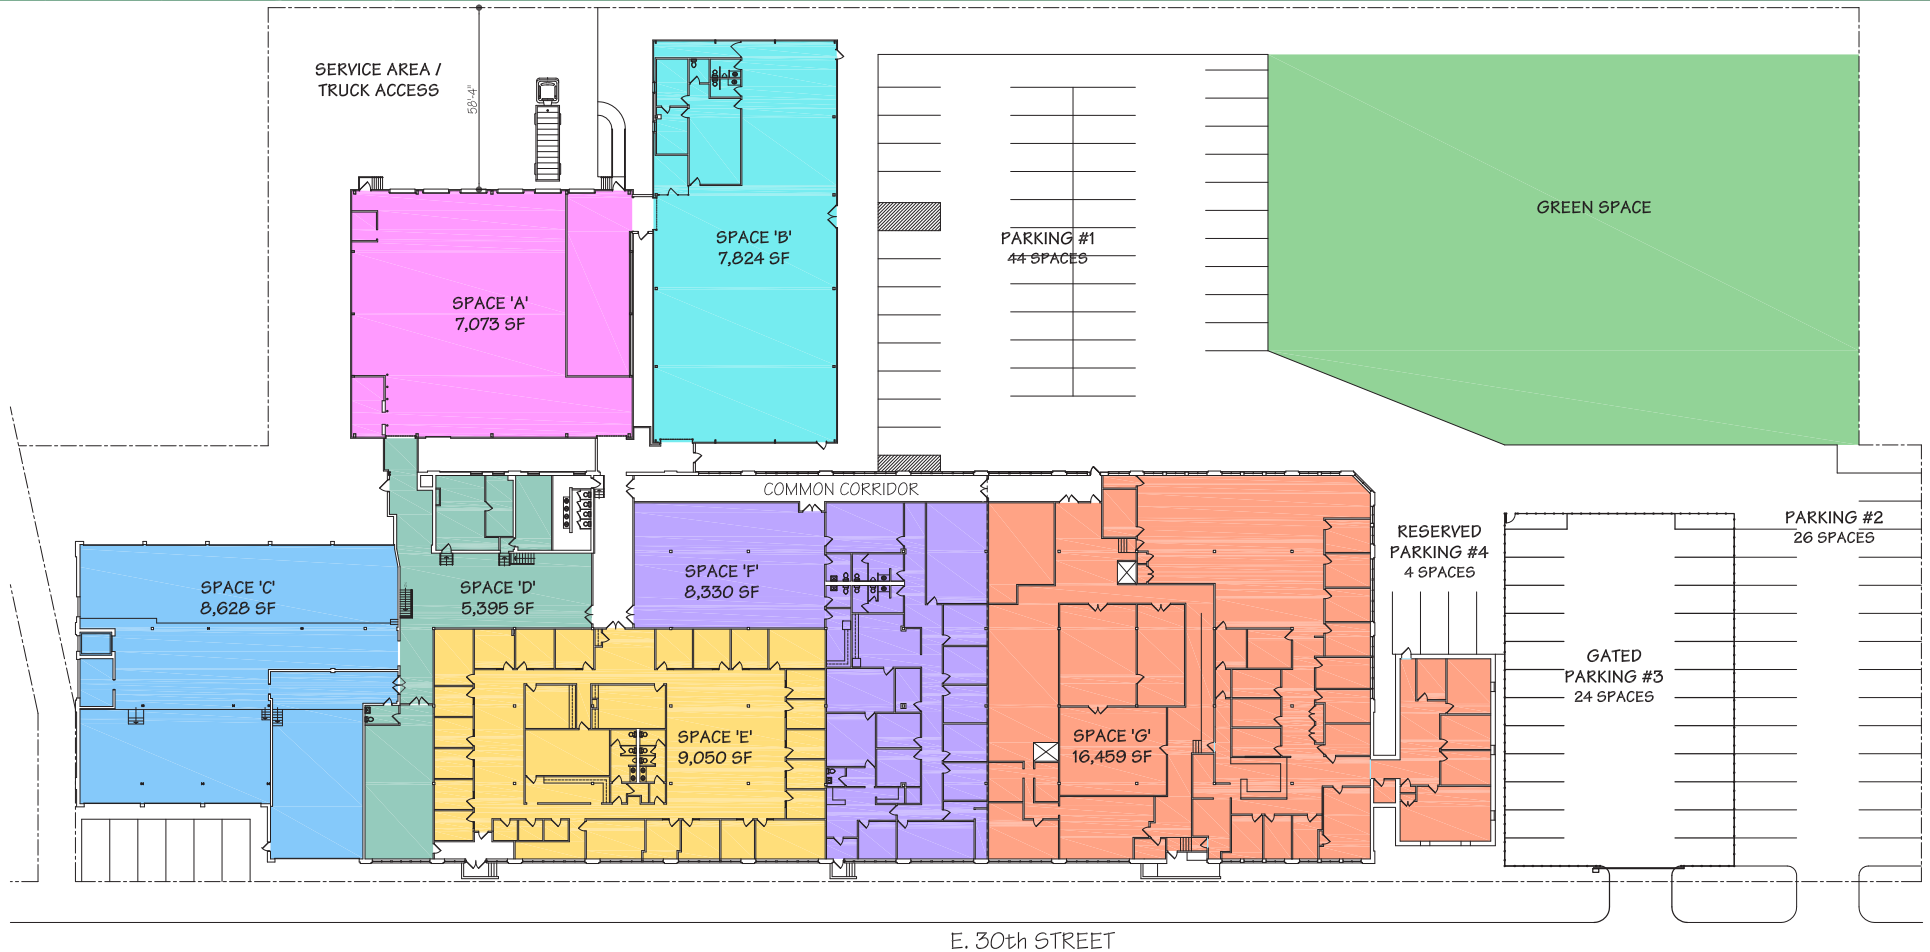 SERVICE AREA /
TRUCK ACCESS
58'-4"
SPACE 'A'
7,073 SF
SPACE 'B'
7,824 SF
PARKING #1
44 SPACES
GREEN SPACE
COMMON CORRIDOR
SPACE 'C'
8,628 SF
SPACE 'D'
5,395 SF
SPACE 'F'
8,330 SF
SPACE 'E'
9,050 SF
SPACE 'G'
16,459 SF
RESERVED
PARKING #4
4 SPACES
GATED
PARKING #3
24 SPACES
PARKING #2
26 SPACES
E. 30th STREET